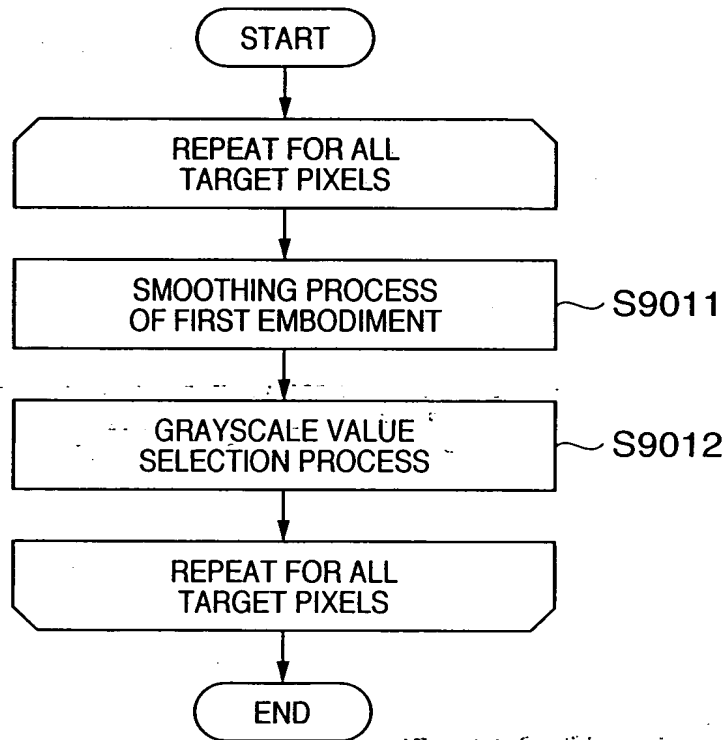 START
REPEAT FOR ALL
TARGET PIXELS
SMOOTHING PROCESS
OF FIRST EMBODIMENT
S9011
GRAYSCALE VALUE
SELECTION PROCESS
S9012
REPEAT FOR ALL
TARGET PIXELS
END